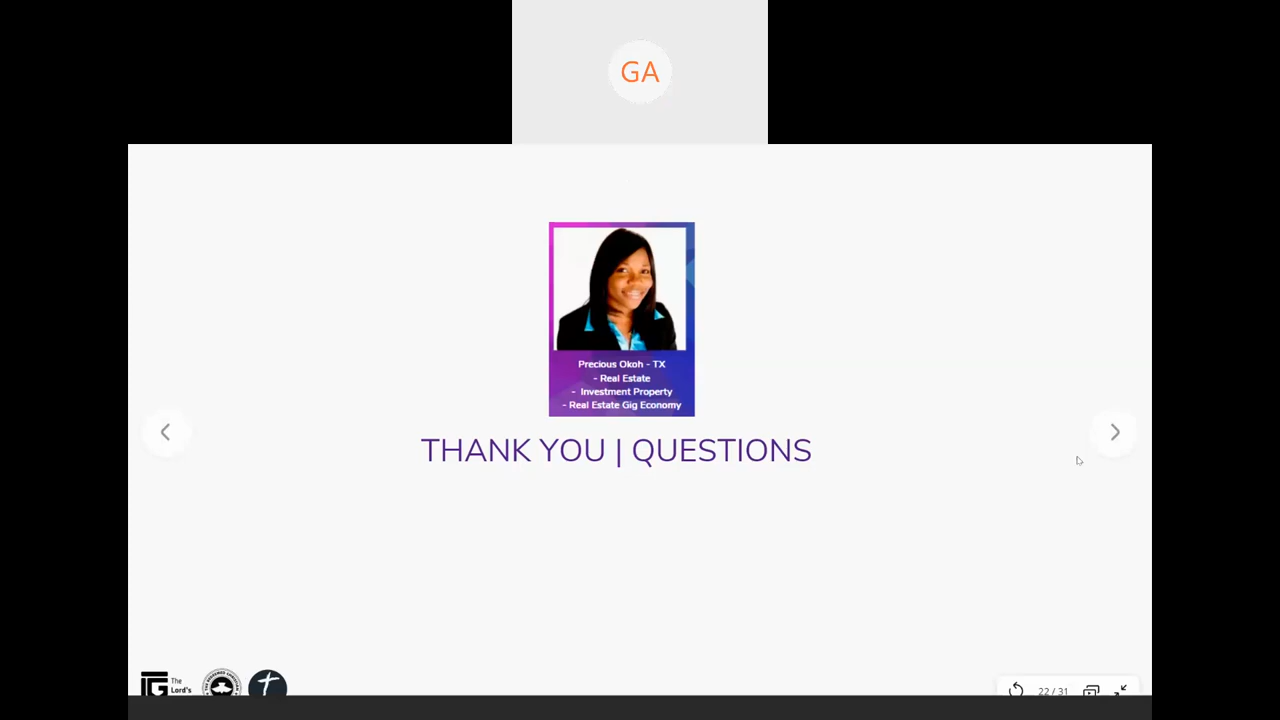 GA
Precious Okoh - TX
- Real Estate
- Investment Property
- Real Estate Gig Economy
THANK YOU | QUESTIONS
The
Lord's
22 / 31